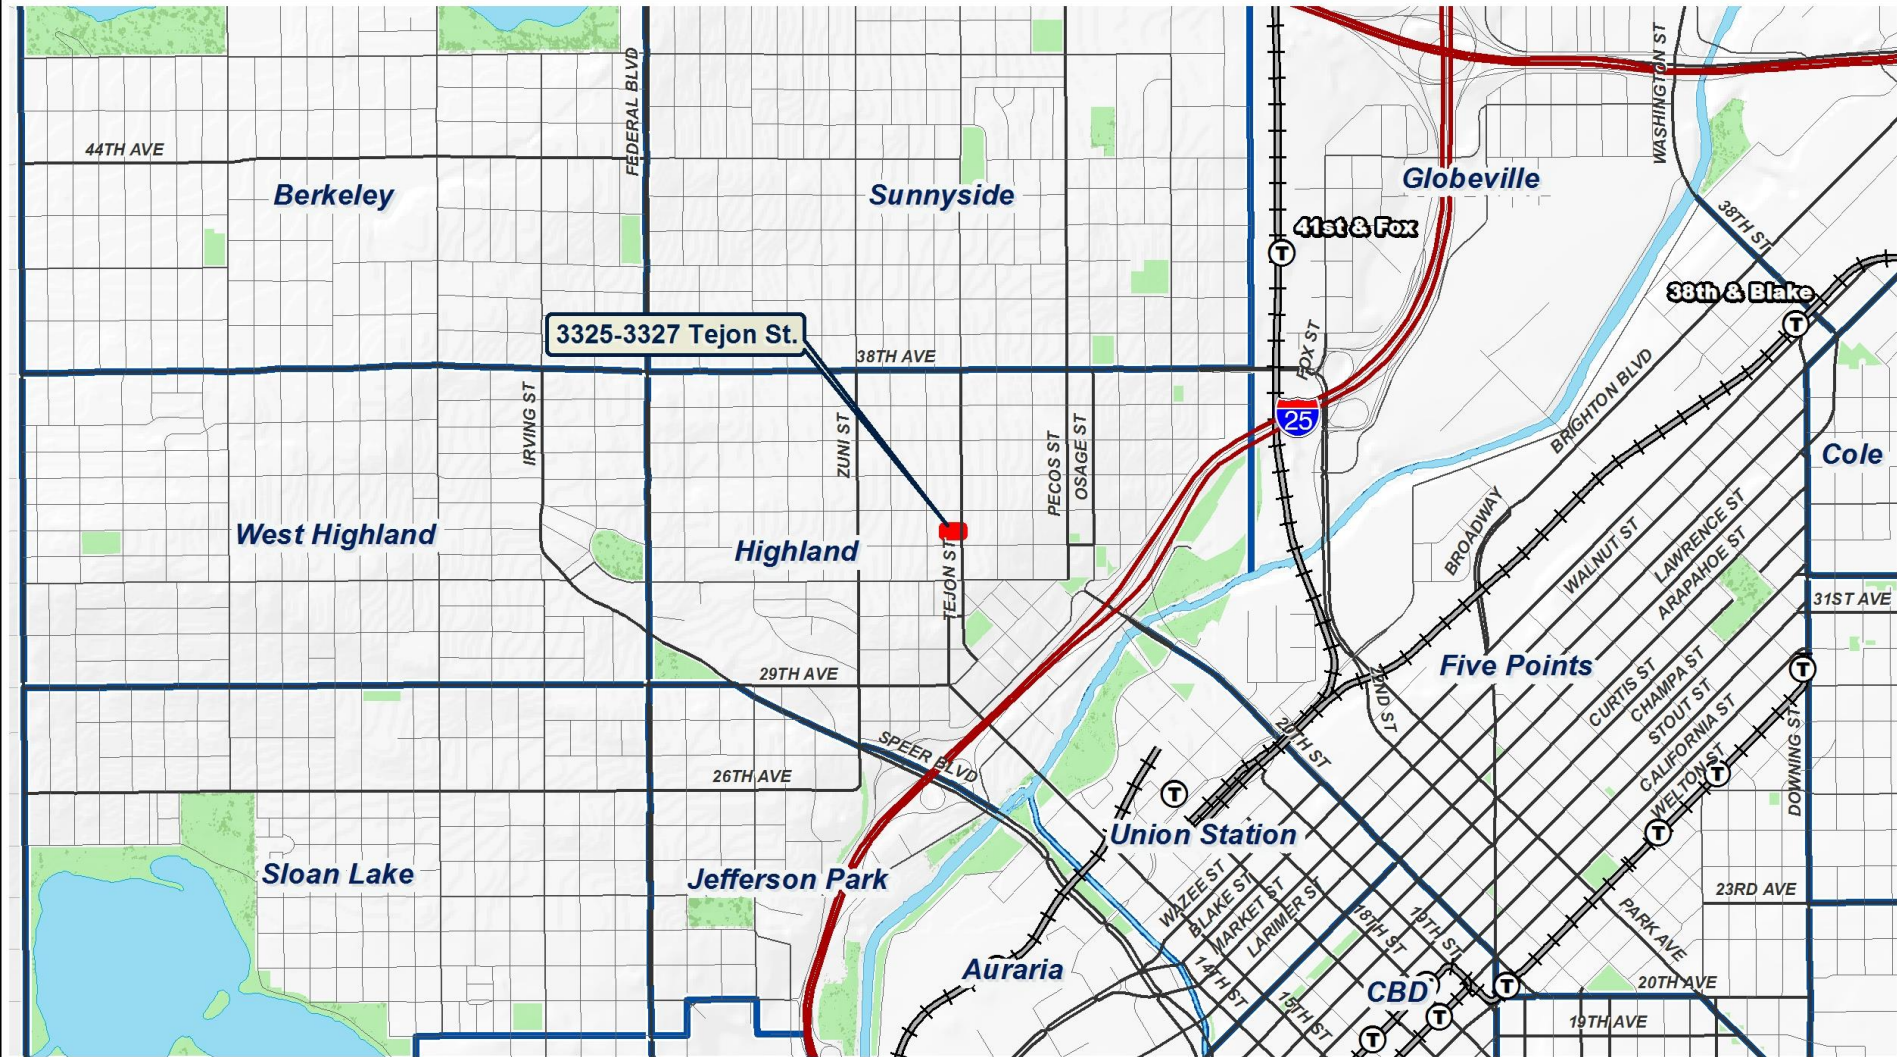 WASHINGTON ST
FEDERAL BLVD
44TH AVE
Berkeley
Sunnyside
Globeville
38TH ST
41st & Fox
T
38th & Blake
T
3325-3327 Tejon St.
38TH AVE
FOX ST
25
BRIGHTON BLVD
IRVING ST
ZUNI ST
PECOS ST
OSAGE ST
Cole
West Highland
Highland
TEJON ST
BROADWAY
WALNUT ST
LAWRENCE ST
ARAPAHOE ST
31ST AVE
29TH AVE
Five Points
22ND ST
CURTIS ST
CHAMPA ST
STOUT ST
CALIFORNIA ST
WELTON ST
T
DOWNING ST
20TH ST
SPEER BLVD
26TH AVE
T
T
T
Union Station
Sloan Lake
Jefferson Park
WAZEE ST
BLAKE ST
MARKET ST
LARIMER ST
18TH ST
19TH ST
23RD AVE
PARK AVE
Auraria
14TH ST
15TH ST
CBD
T
T
T
20TH AVE
19TH AVE